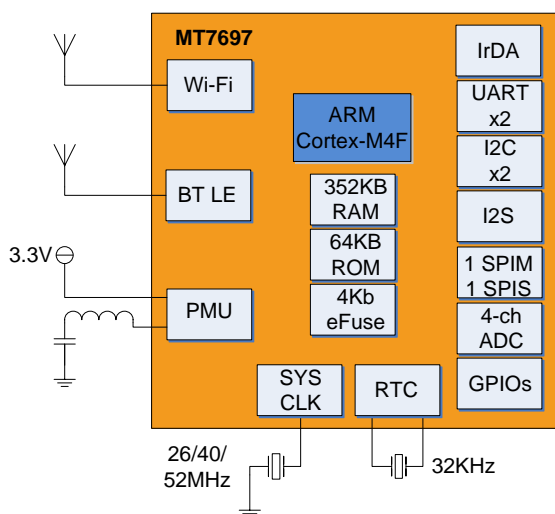 MT7697
Wi-Fi
BT LE
3.3V
PMU
ARM
Cortex-M4F
352KB
RAM
64KB
ROM
4Kb
eFuse
SYS
CLK
RTC
26/40/
52MHz
32KHz
IrDA
UART
x2
I2C
x2
I2S
1 SPIM
1 SPIS
4-ch
ADC
GPIOs